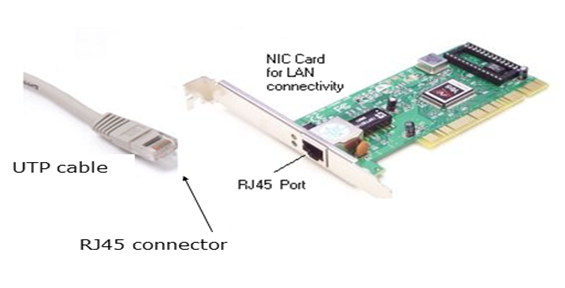 NIC Card
for LAN
connectivity
UTP cable
RJ45 Port
RJ45 connector